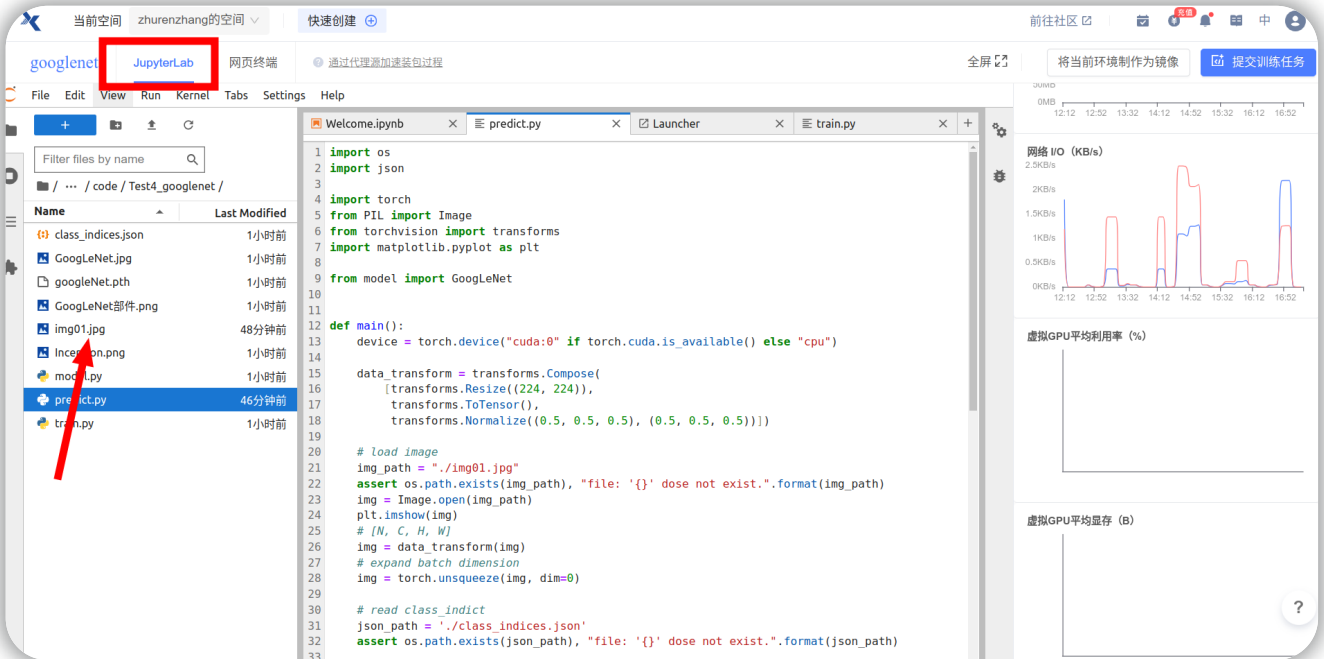 当前空间 zhurenzhang的空间 快速创建 前往社区 充值 中
googlenet JupyterLab 网页终端 通过代理源加速装包过程 全屏 将当前环境制作为镜像 提交训练任务
File Edit View Run Kernel Tabs Settings Help
Filter files by name
/ ··· / code / Test4_googlenet /
Name Last Modified
class_indices.json 1小时前
GoogLeNet.jpg 1小时前
googleNet.pth 1小时前
GoogLeNet部件.png 1小时前
img01.jpg 48分钟前
1小时前
1小时前
predict.py 46分钟前
train.py 1小时前
Welcome.ipynb predict.py Launcher train.py
1 import os
2 import json
3
4 import torch
5 from PIL import Image
6 from torchvision import transforms
7 import matplotlib.pyplot as plt
8
9 from model import GoogLeNet
10
11
12 def main():
13 device = torch.device("cuda:0" if torch.cuda.is_available() else "cpu")
14
15 data_transform = transforms.Compose(
16 [transforms.Resize((224, 224)),
17 transforms.ToTensor(),
18 transforms.Normalize((0.5, 0.5, 0.5), (0.5, 0.5, 0.5))])
19
20 # load image
21 img_path = "./img01.jpg"
22 assert os.path.exists(img_path), "file: '{}' dose not exist.".format(img_path)
23 img = Image.open(img_path)
24 plt.imshow(img)
25 # [N, C, H, W]
26 img = data_transform(img)
27 # expand batch dimension
28 img = torch.unsqueeze(img, dim=0)
29
30 # read class_indict
31 json_path = './class_indices.json'
32 assert os.path.exists(json_path), "file: '{}' dose not exist.".format(json_path)
33
50MB
0MB
12:12 12:52 13:32 14:12 14:52 15:32 16:12 16:52
网络 I/O（KB/s）
2.5KB/s
2KB/s
1.5KB/s
1KB/s
0.5KB/s
0KB/s
12:12 12:52 13:32 14:12 14:52 15:32 16:12 16:52
虚拟GPU平均利用率（%）
虚拟GPU平均显存（B）
?